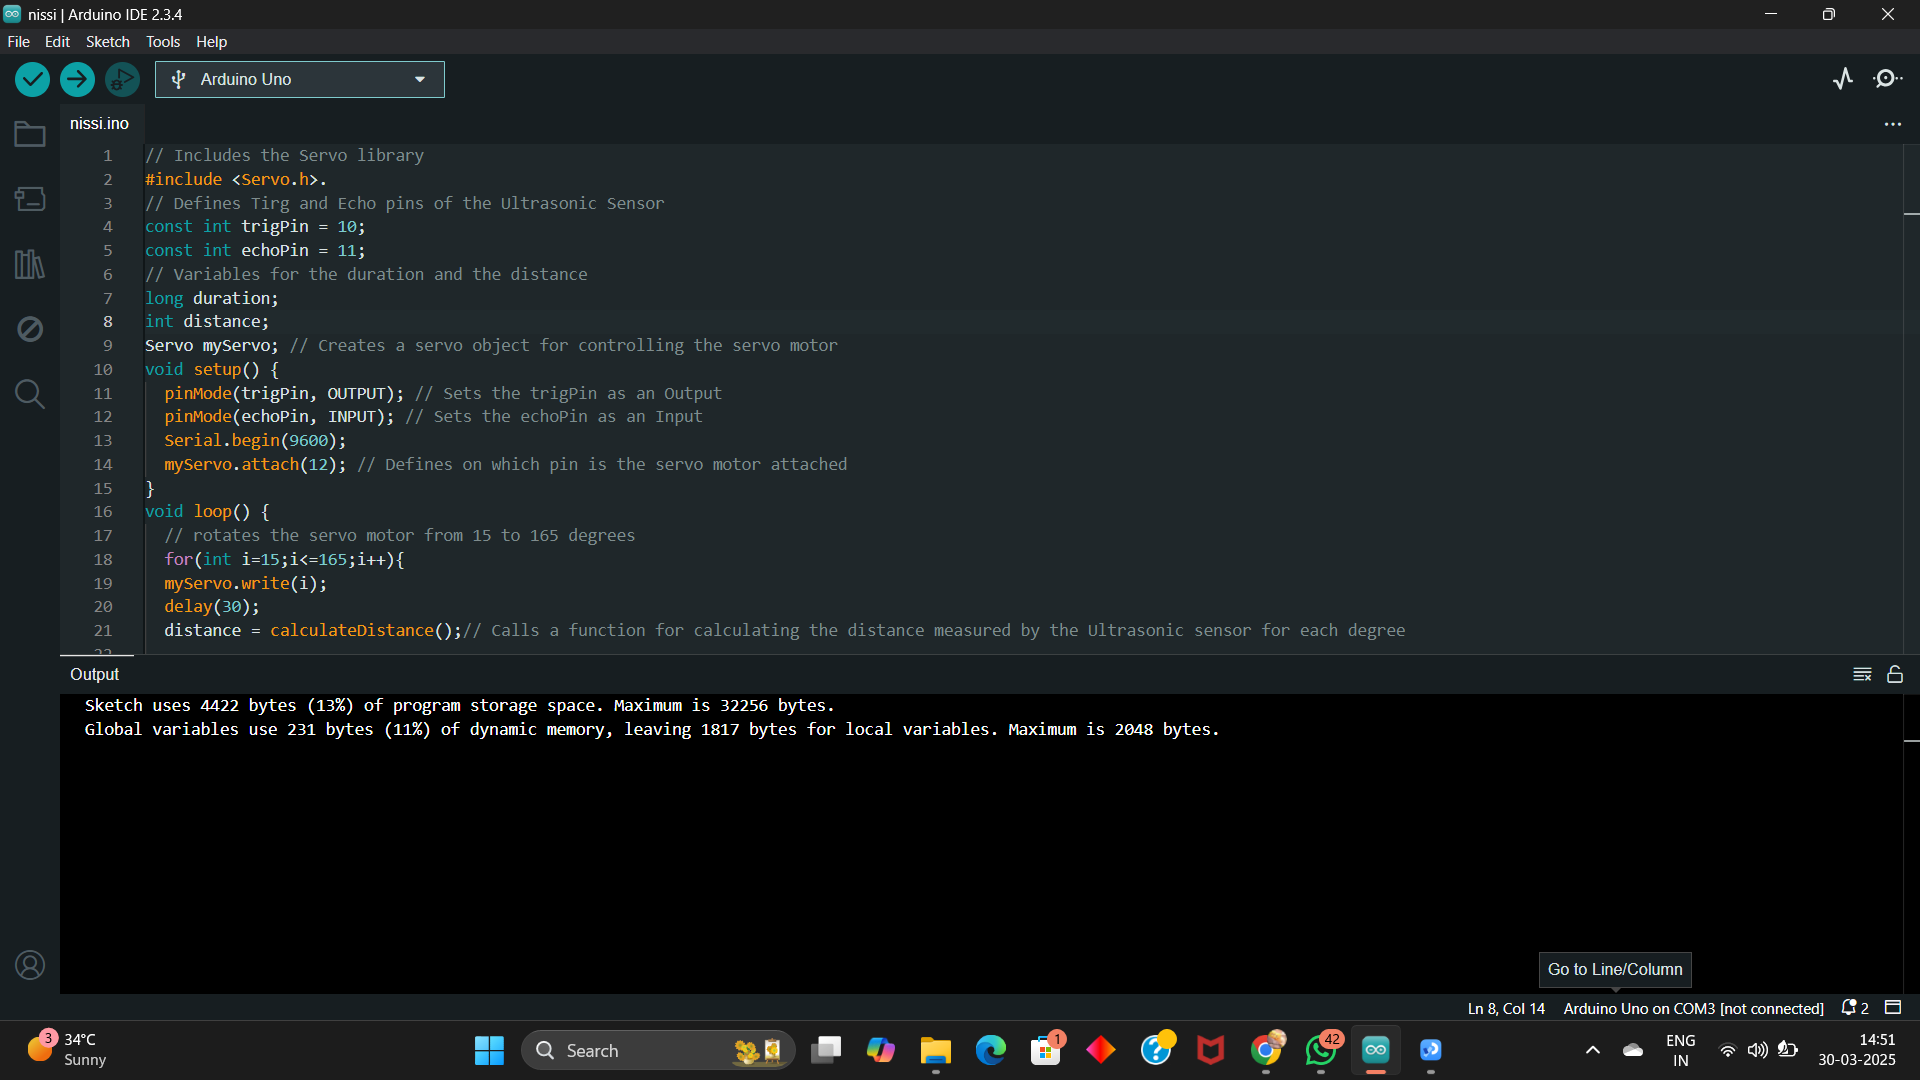 nissi | Arduino IDE 2.3.4
File Edit Sketch Tools Help
Arduino Uno
nissi.ino
1 // Includes the Servo library
2 #include <Servo.h>.
3 // Defines Tirg and Echo pins of the Ultrasonic Sensor
4 const int trigPin = 10;
5 const int echoPin = 11;
6 // Variables for the duration and the distance
7 long duration;
8 int distance;
9 Servo myServo; // Creates a servo object for controlling the servo motor
10 void setup() {
11 pinMode(trigPin, OUTPUT); // Sets the trigPin as an Output
12 pinMode(echoPin, INPUT); // Sets the echoPin as an Input
13 Serial.begin(9600);
14 myServo.attach(12); // Defines on which pin is the servo motor attached
15 }
16 void loop() {
17 // rotates the servo motor from 15 to 165 degrees
18 for(int i=15;i<=165;i++){
19 myServo.write(i);
20 delay(30);
21 distance = calculateDistance();// Calls a function for calculating the distance measured by the Ultrasonic sensor for each degree
22
Output
Sketch uses 4422 bytes (13%) of program storage space. Maximum is 32256 bytes.
Global variables use 231 bytes (11%) of dynamic memory, leaving 1817 bytes for local variables. Maximum is 2048 bytes.
Go to Line/Column
Ln 8, Col 14 Arduino Uno on COM3 [not connected] 2
3 34°C
Sunny
Search
1
42
ENG
IN
14:51
30-03-2025